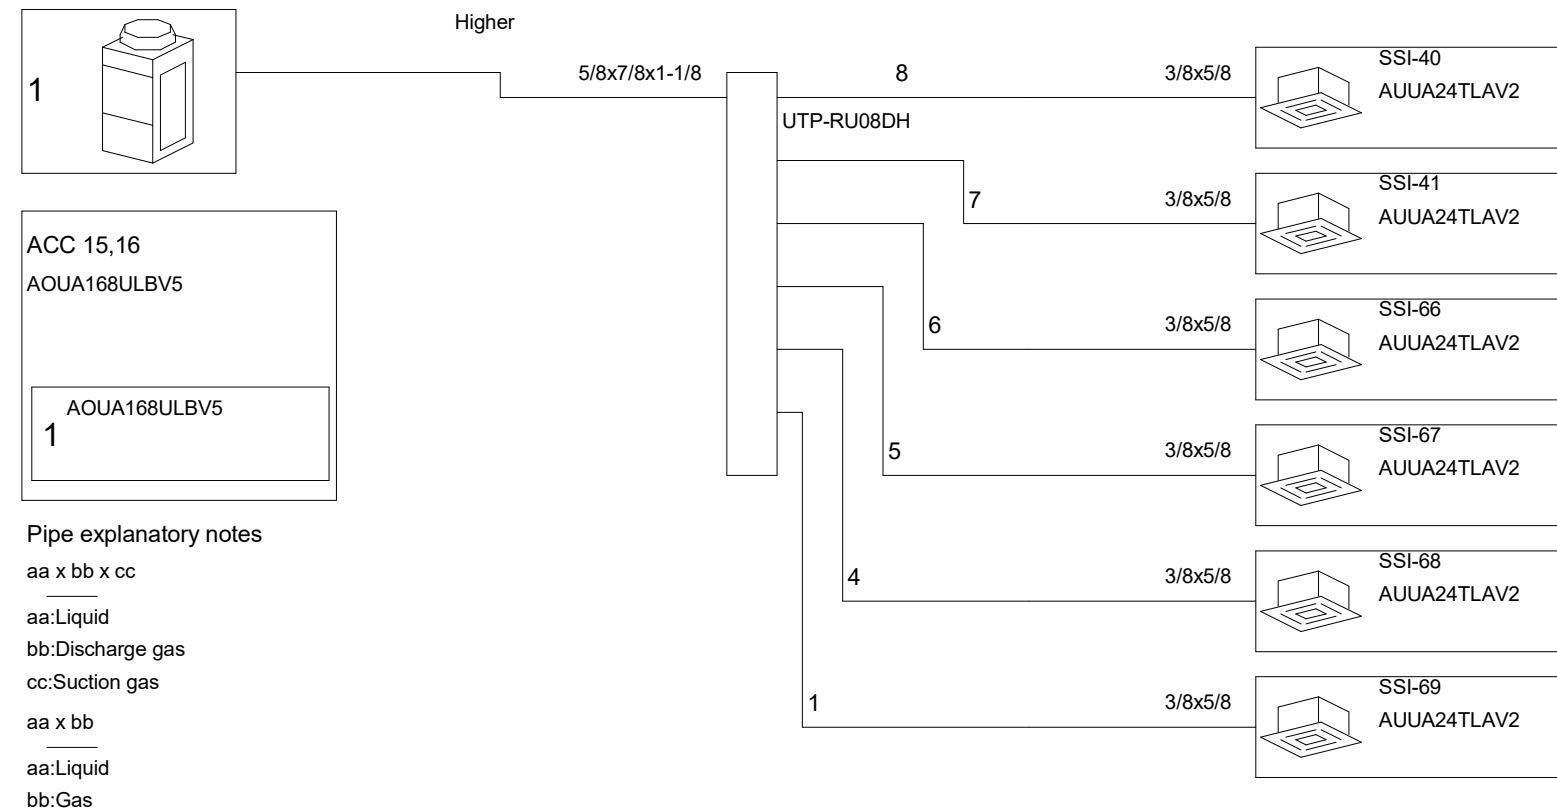 Higher
1
5/8x7/8x1-1/8
8
3/8x5/8
SSI-40
AUUA24TLAV2
UTP-RU08DH
7
3/8x5/8
SSI-41
AUUA24TLAV2
ACC 15,16
AOUA168ULBV5
6
3/8x5/8
SSI-66
AUUA24TLAV2
AOUA168ULBV5
1
5
3/8x5/8
SSI-67
AUUA24TLAV2
Pipe explanatory notes
aa x bb x cc
aa:Liquid
bb:Discharge gas
cc:Suction gas
aa x bb
aa:Liquid
bb:Gas
4
3/8x5/8
SSI-68
AUUA24TLAV2
1
3/8x5/8
SSI-69
AUUA24TLAV2